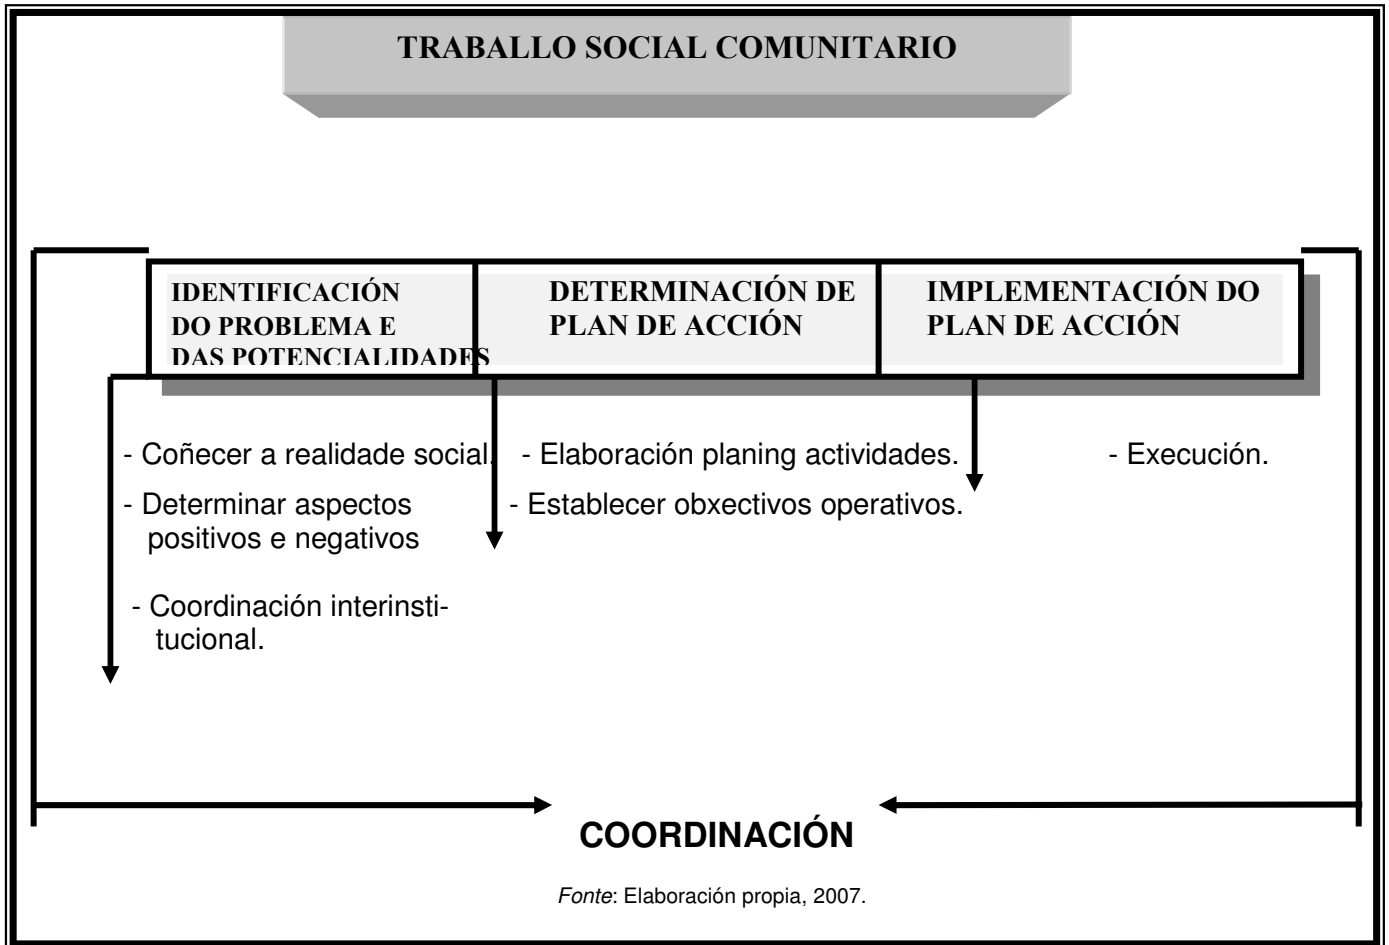 TRABALLO SOCIAL COMUNITARIO
IDENTIFICACIÓN
DO PROBLEMA E
DAS POTENCIALIDADES
DETERMINACIÓN DE
PLAN DE ACCIÓN
IMPLEMENTACIÓN DO
PLAN DE ACCIÓN
- Coñecer a realidade social.
- Determinar aspectos
positivos e negativos
- Coordinación interinsti-
tucional.
- Elaboración planing actividades.
- Establecer obxectivos operativos.
- Execución.
COORDINACIÓN
Fonte: Elaboración propia, 2007.